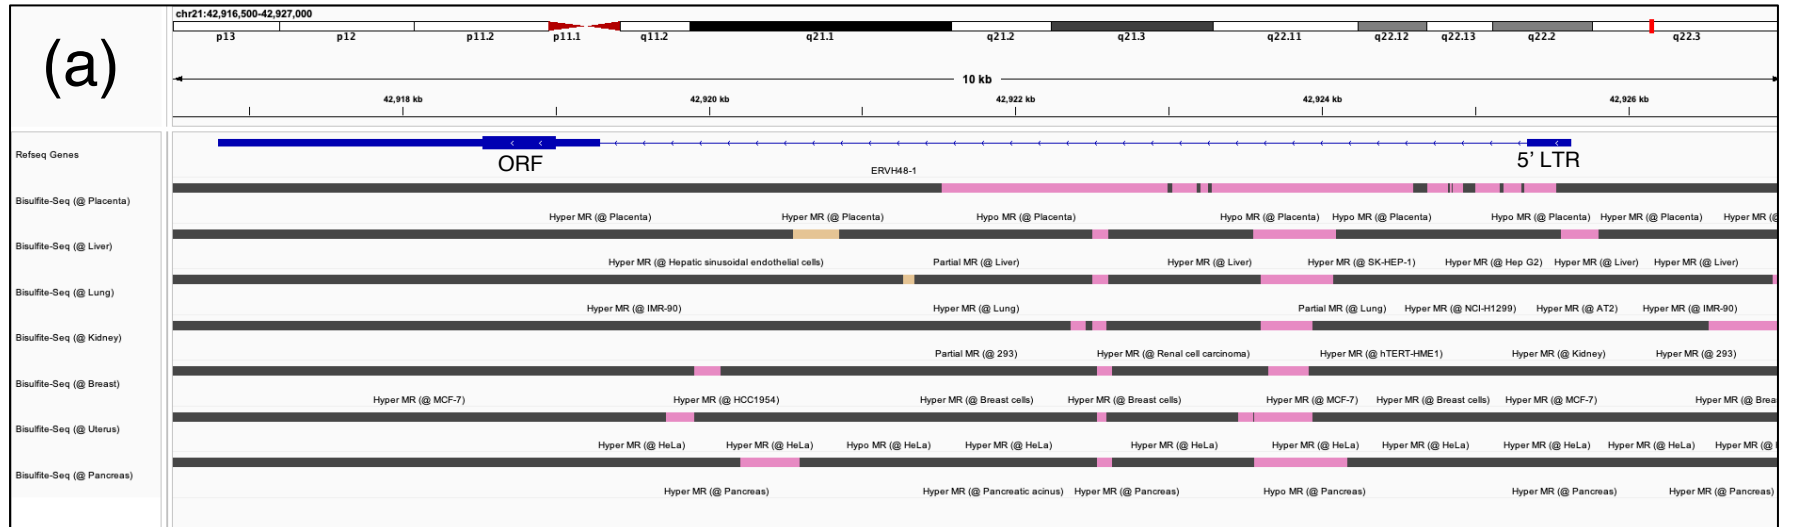 chr21:42,916,500-42,927,000
(a)
p13 p12 p11.2 p11.1 q11.2 q21.1 q21.2 q21.3 q22.11 q22.12 q22.13 q22.2 q22.3
10 kb
42,918 kb 42,920 kb 42,922 kb 42,924 kb 42,926 kb
Refseq Genes
ORF 5' LTR
ERVH48-1
Bisulfite-Seq (@ Placenta)
Hyper MR (@ Placenta) Hyper MR (@ Placenta) Hypo MR (@ Placenta) Hypo MR (@ Placenta) Hypo MR (@ Placenta) Hypo MR (@ Placenta) Hyper MR (@ Placenta) Hyper MR (@
Bisulfite-Seq (@ Liver)
Hyper MR (@ Hepatic sinusoidal endothelial cells) Partial MR (@ Liver) Hyper MR (@ Liver) Hyper MR (@ SK-HEP-1) Hyper MR (@ Hep G2) Hyper MR (@ Liver) Hyper MR (@ Liver)
Bisulfite-Seq (@ Lung)
Hyper MR (@ IMR-90) Hyper MR (@ Lung) Partial MR (@ Lung) Hyper MR (@ NCI-H1299) Hyper MR (@ AT2) Hyper MR (@ IMR-90)
Bisulfite-Seq (@ Kidney)
Partial MR (@ 293) Hyper MR (@ Renal cell carcinoma) Hyper MR (@ hTERT-HME1) Hyper MR (@ Kidney) Hyper MR (@ 293)
Bisulfite-Seq (@ Breast)
Hyper MR (@ MCF-7) Hyper MR (@ HCC1954) Hyper MR (@ Breast cells) Hyper MR (@ Breast cells) Hyper MR (@ MCF-7) Hyper MR (@ Breast cells) Hyper MR (@ MCF-7) Hyper MR (@ Brea
Bisulfite-Seq (@ Uterus)
Hyper MR (@ HeLa) Hyper MR (@ HeLa) Hypo MR (@ HeLa) Hyper MR (@ HeLa) Hyper MR (@ HeLa) Hyper MR (@ HeLa) Hyper MR (@ HeLa) Hyper MR (@ HeLa) Hyper MR (@ HeLa) Hyper MR (@
Bisulfite-Seq (@ Pancreas)
Hyper MR (@ Pancreas) Hyper MR (@ Pancreatic acinus) Hyper MR (@ Pancreas) Hypo MR (@ Pancreas) Hyper MR (@ Pancreas) Hyper MR (@ Pancreas)